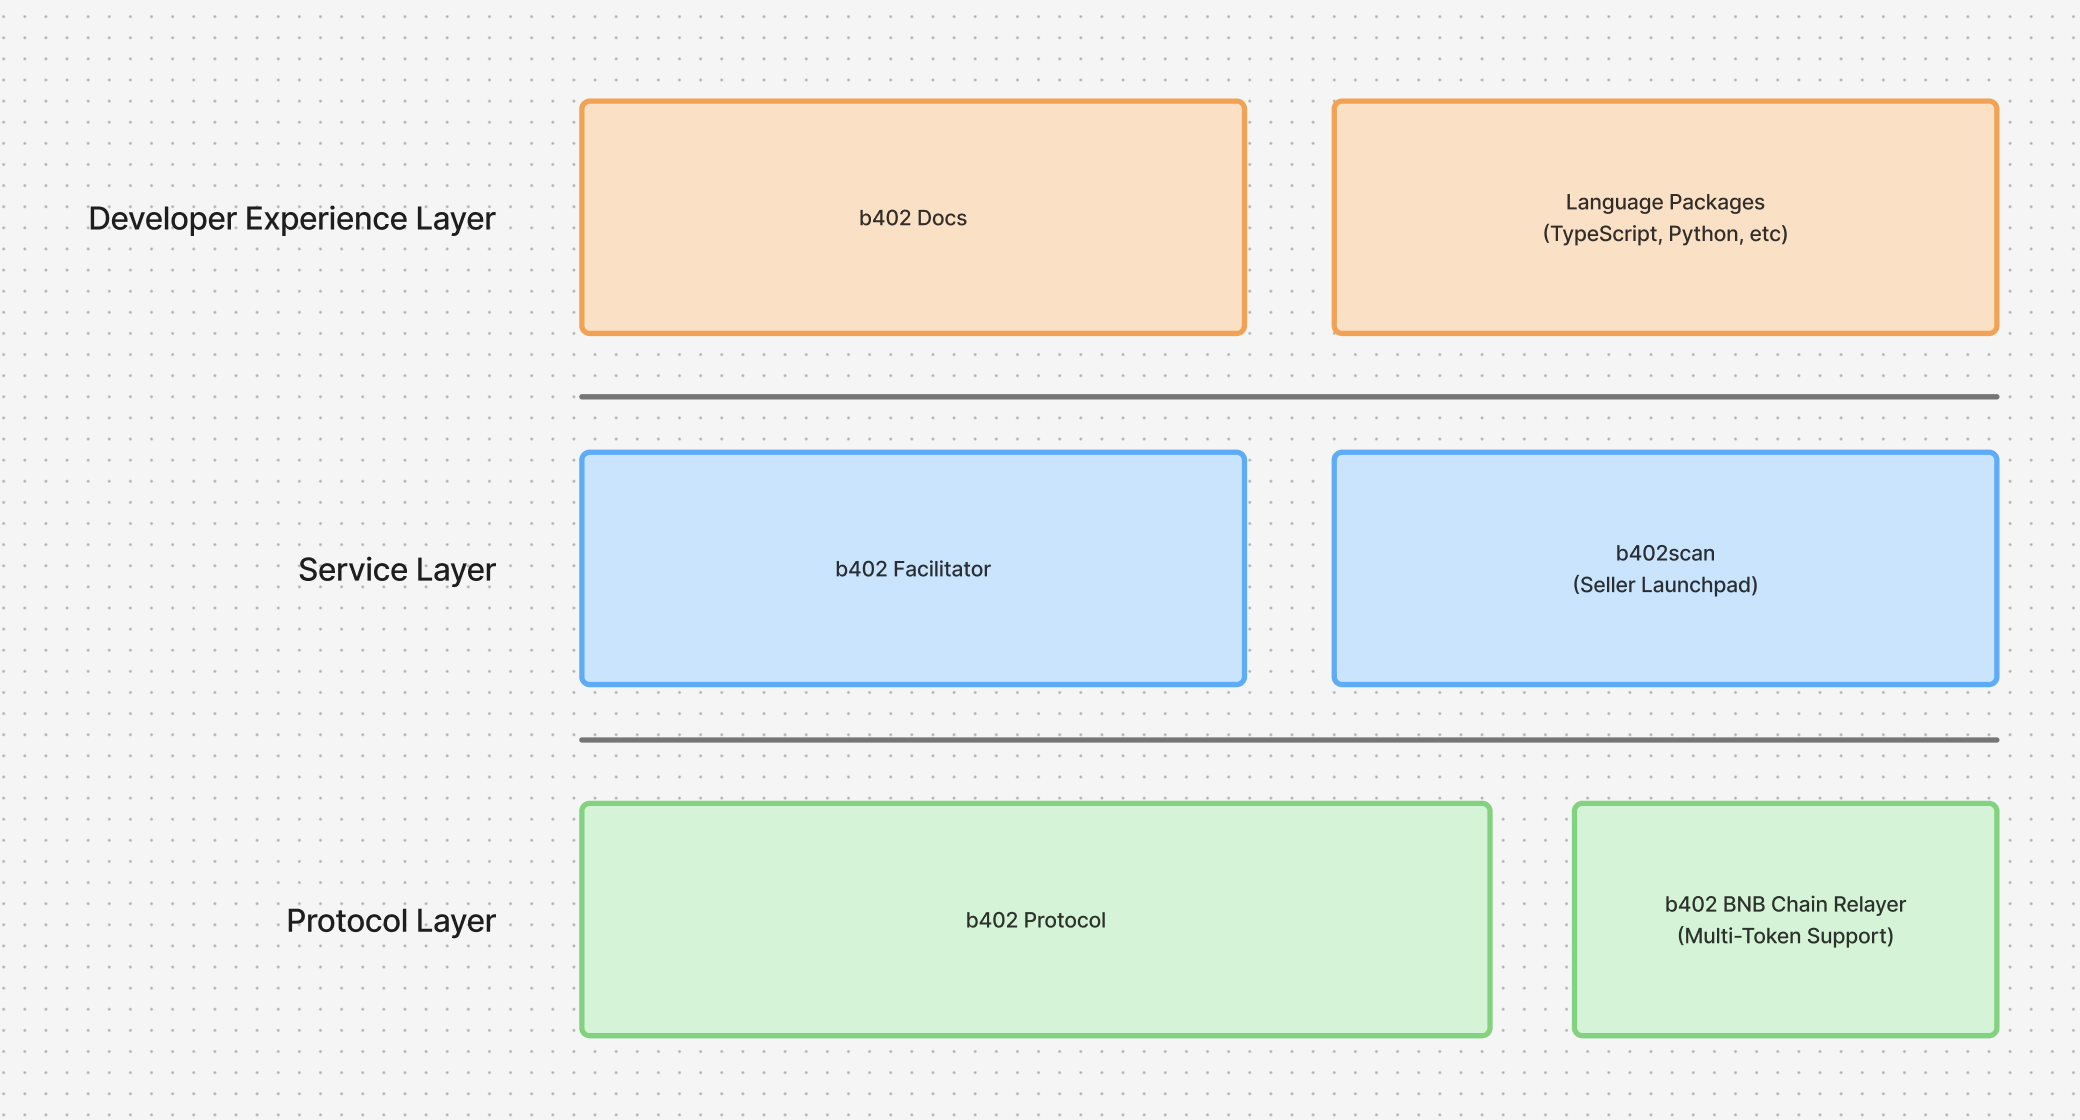 Developer Experience Layer
b402 Docs
Language Packages
(TypeScript, Python, etc)
Service Layer
b402 Facilitator
b402scan
(Seller Launchpad)
Protocol Layer
b402 Protocol
b402 BNB Chain Relayer
(Multi-Token Support)